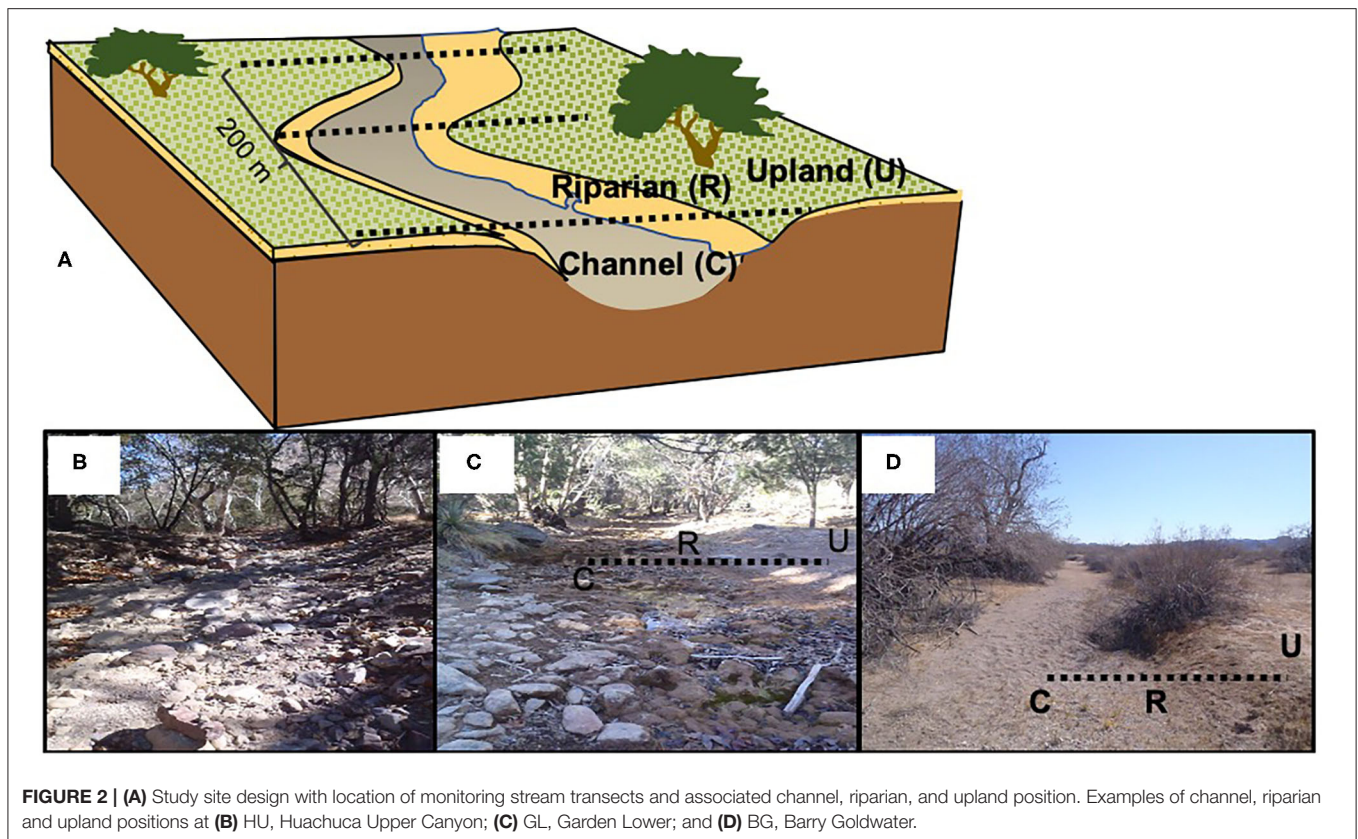 200 m
Upland (U)
Riparian (R)
Channel (C)
A
B
C
R
U
C
D
U
C
R
FIGURE 2 | (A) Study site design with location of monitoring stream transects and associated channel, riparian, and upland position. Examples of channel, riparian
and upland positions at (B) HU, Huachuca Upper Canyon; (C) GL, Garden Lower; and (D) BG, Barry Goldwater.